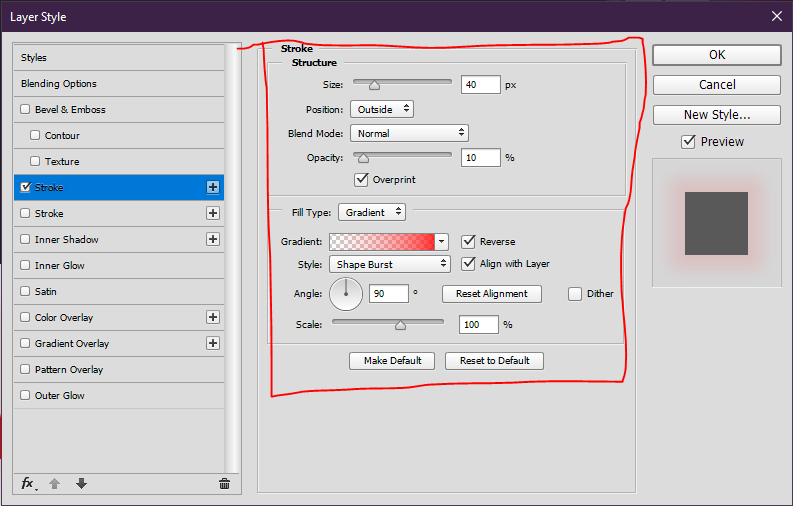 Layer Style
Styles
Blending Options
Bevel & Emboss
Contour
Texture
Stroke
Stroke
Inner Shadow
Inner Glow
Satin
Color Overlay
Gradient Overlay
Pattern Overlay
Outer Glow
fx
Stroke
Structure
Size: 40 px
Position: Outside
Blend Mode: Normal
Opacity: 10 %
Overprint
Fill Type: Gradient
Gradient: Reverse
Style: Shape Burst Align with Layer
Angle: 90 ° Reset Alignment Dither
Scale: 100 %
Make Default Reset to Default
OK
Cancel
New Style...
Preview